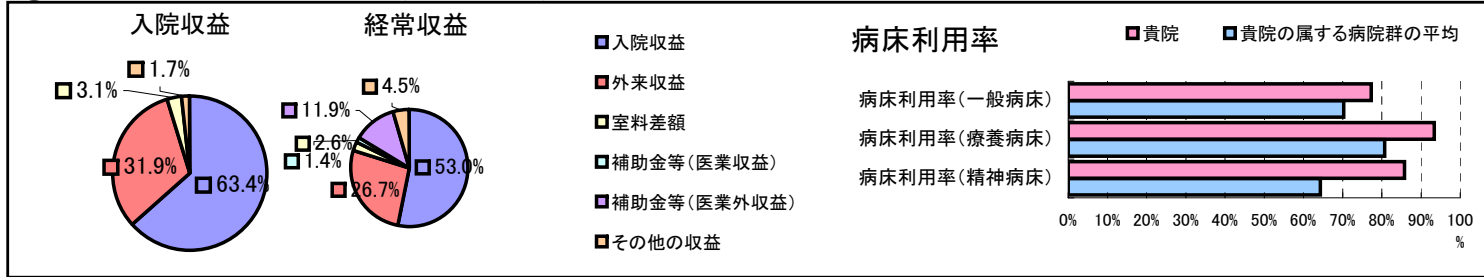 入院収益
1.7%
3.1%
31.9%
63.4%
経常収益
4.5%
11.9%
2.6%
1.4%
26.7%
53.0%
入院収益
外来収益
室料差額
補助金等(医業収益)
補助金等(医業外収益)
その他の収益
病床利用率
貴院 貴院の属する病院群の平均
病床利用率(一般病床)
病床利用率(療養病床)
病床利用率(精神病床)
0% 10% 20% 30% 40% 50% 60% 70% 80% 90% 100
%